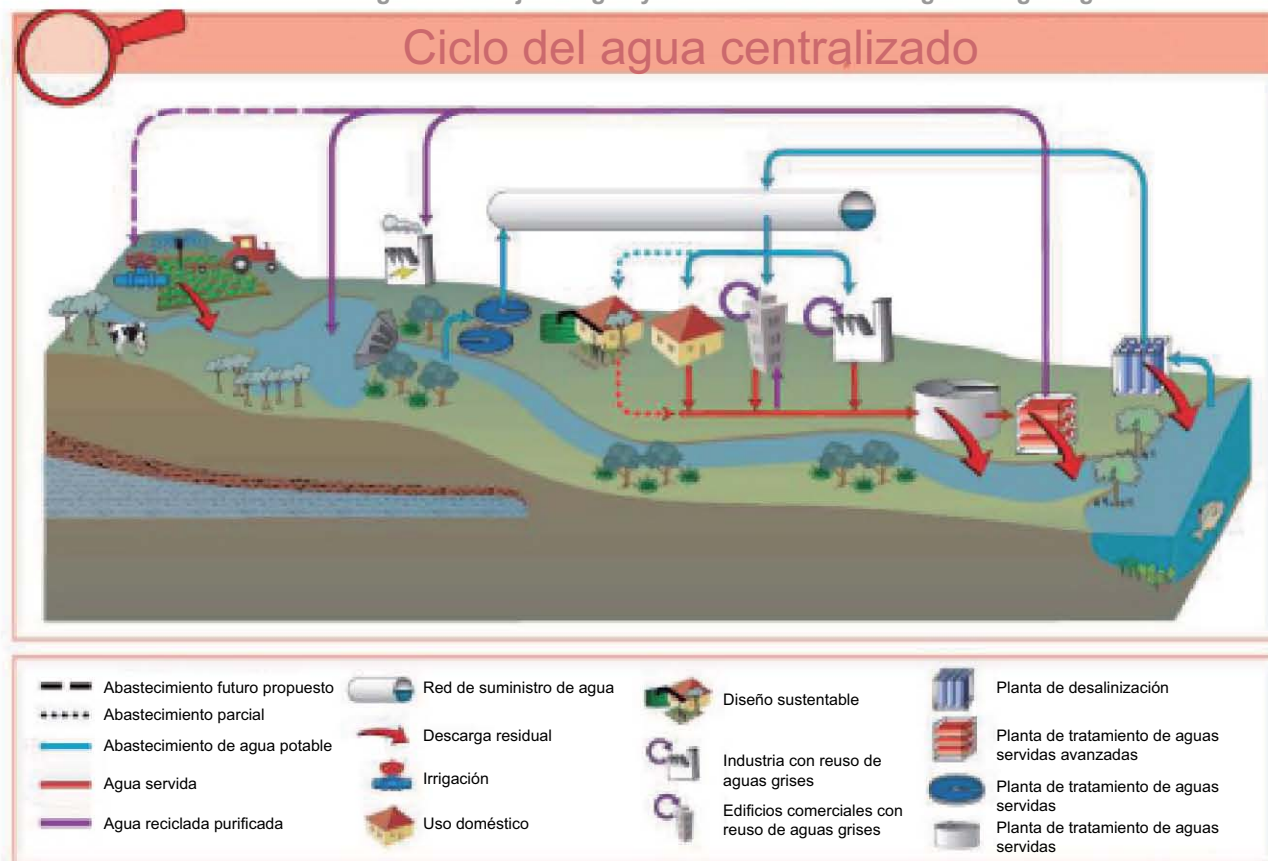 Ciclo del agua centralizado
Abastecimiento futuro propuesto
Abastecimiento parcial
Abastecimiento de agua potable
Agua servida
Agua reciclada purificada
Red de suministro de agua
Descarga residual
Irrigación
Uso doméstico
Diseño sustentable
Industria con reuso de
aguas grises
Edificios comerciales con
reuso de aguas grises
Planta de desalinización
Planta de tratamiento de aguas
servidas avanzadas
Planta de tratamiento de aguas
servidas
Planta de tratamiento de aguas
servidas